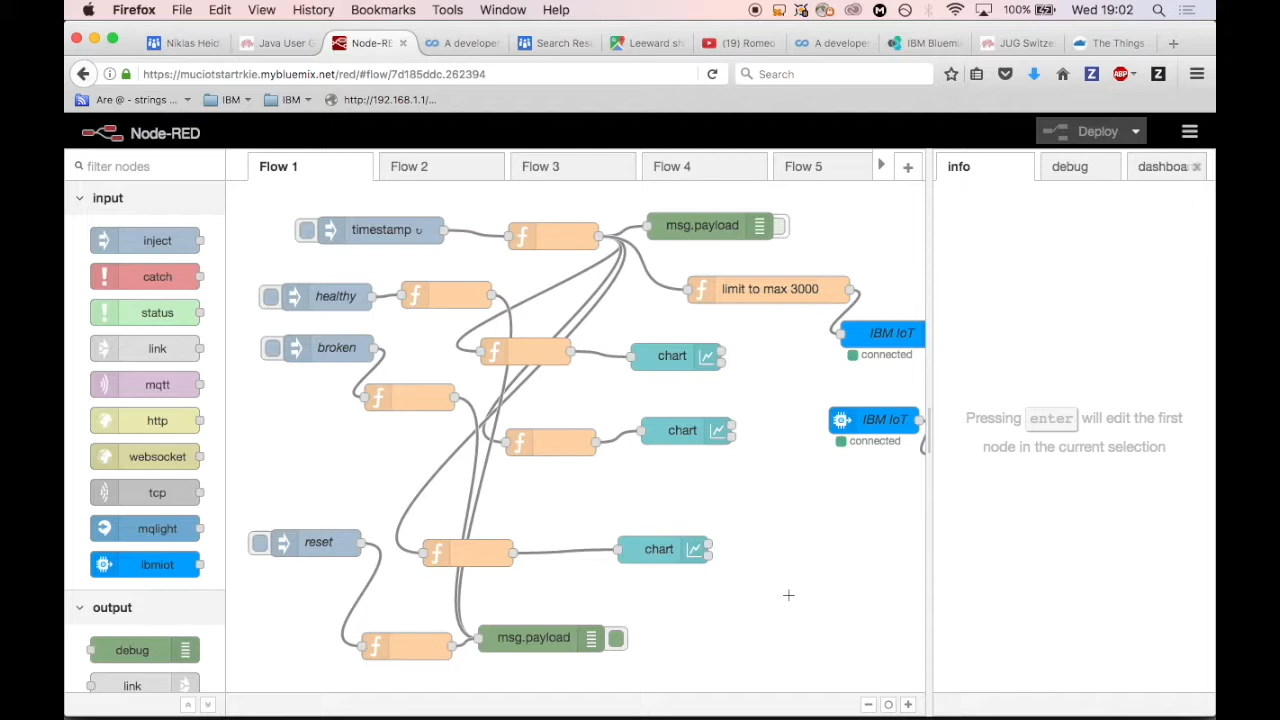 Firefox File Edit View History Bookmarks Tools Window Help 100% Wed 19:02
Niklas Heid Java User G Node-RE A developer Search Res Leeward sh (19) Romeo A developer IBM Bluem JUG Switze The Things
https://muciotstartrkie.mybluemix.net/red/#flow/7d185ddc.262394 Search
Are @ - strings ... IBM IBM http://192.168.1.1/...
Node-RED Deploy
filter nodes Flow 1 Flow 2 Flow 3 Flow 4 Flow 5 info debug dashboa
input
inject
catch
status
link
mqtt
http
websocket
tcp
mqlight
ibmiot
output
debug
link
timestamp ↻
msg.payload
healthy
limit to max 3000
broken
IBM IoT
connected
chart
chart
IBM IoT
connected
reset
chart
msg.payload
Pressing enter will edit the first
node in the current selection